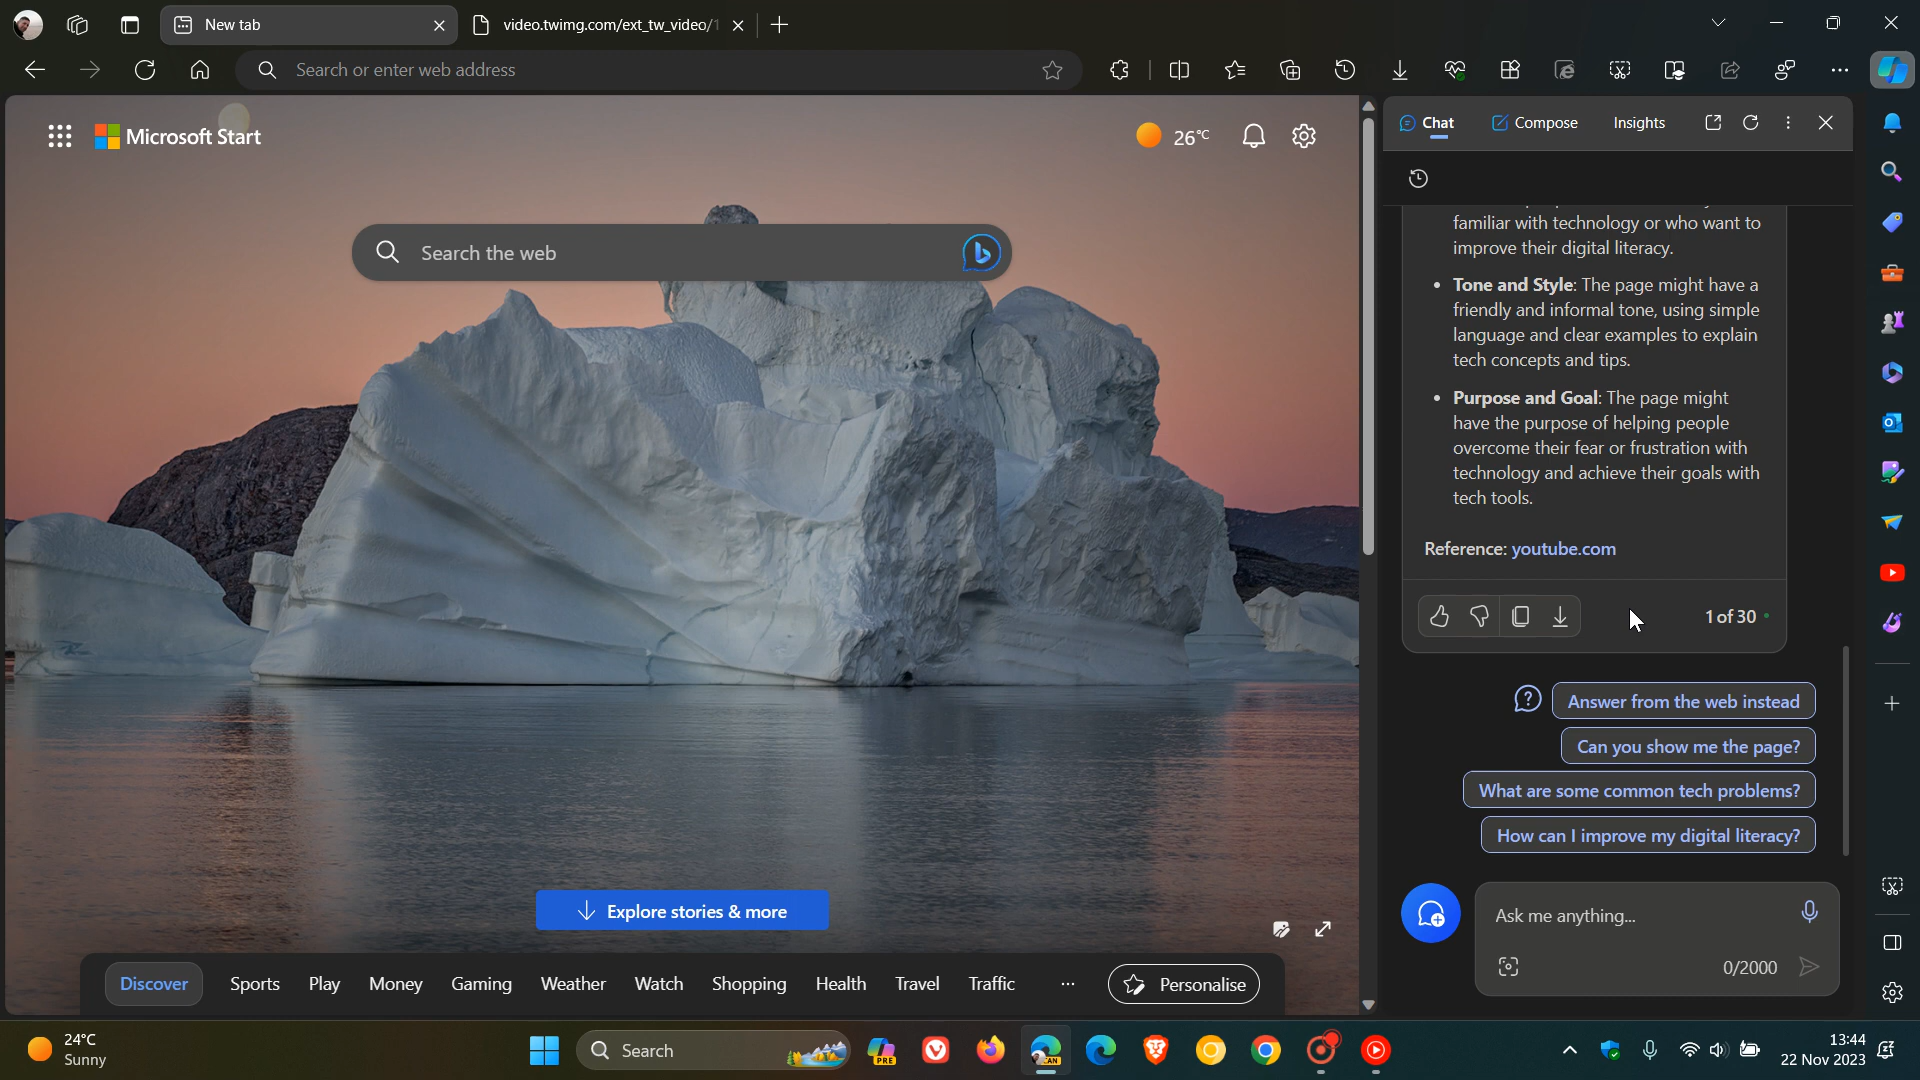 New tab
video.twimg.com/ext_tw_video/1
Search or enter web address
Microsoft Start
26°C
Search the web
Explore stories & more
Discover Sports Play Money Gaming Weather Watch Shopping Health Travel Traffic ... Personalise
Chat Compose Insights
familiar with technology or who want to
improve their digital literacy.
• Tone and Style: The page might have a
friendly and informal tone, using simple
language and clear examples to explain
tech concepts and tips.
• Purpose and Goal: The page might
have the purpose of helping people
overcome their fear or frustration with
technology and achieve their goals with
tech tools.
Reference: youtube.com
1 of 30
Answer from the web instead
Can you show me the page?
What are some common tech problems?
How can I improve my digital literacy?
Ask me anything...
0/2000
24°C
Sunny
Search
PRE
CAN
13:44
22 Nov 2023